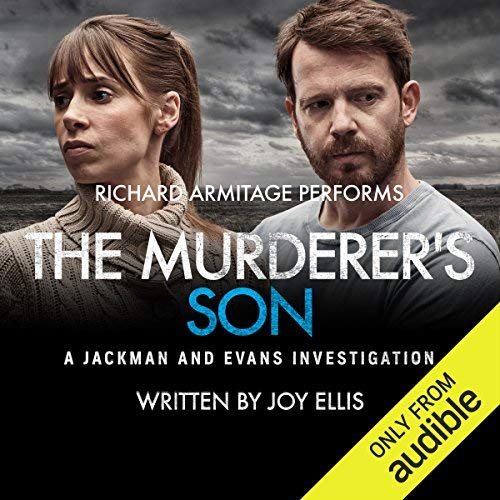 RICHARD ARMITAGE PERFORMS
THE MURDERER'S
SON
A JACKMAN AND EVANS INVESTIGATION
WRITTEN BY JOY ELLIS
ONLY FROM
audible